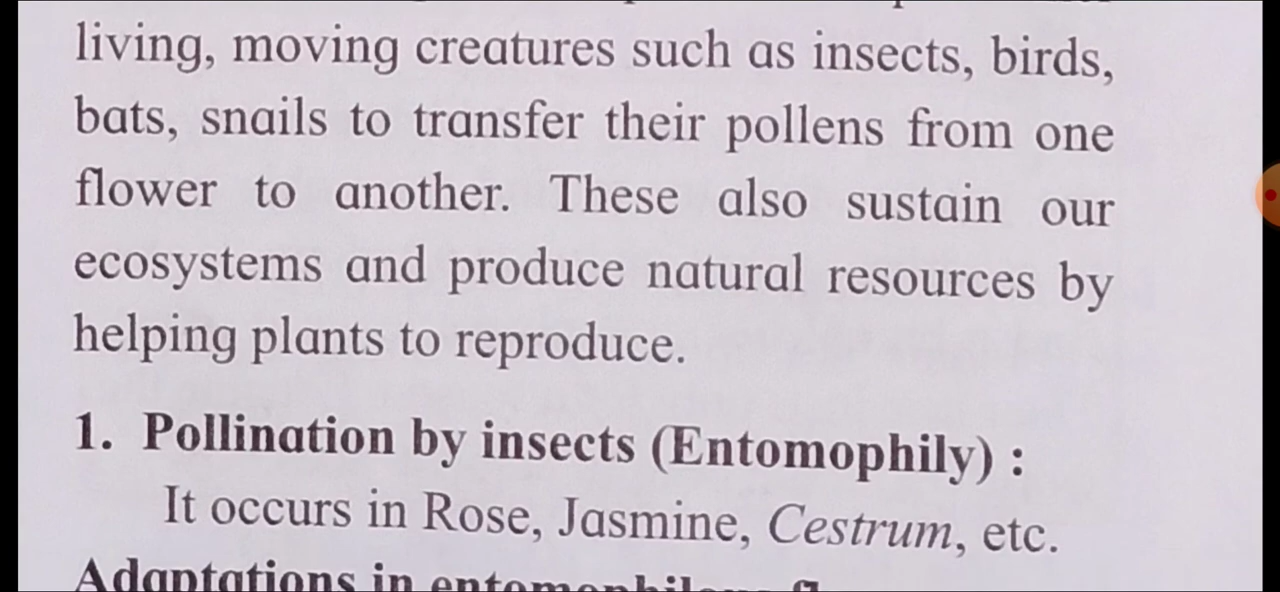 living, moving creatures such as insects, birds,
bats, snails to transfer their pollens from one
flower to another. These also sustain our
ecosystems and produce natural resources by
helping plants to reproduce.
1. Pollination by insects (Entomophily) :
It occurs in Rose, Jasmine, Cestrum, etc.
Adaptations in